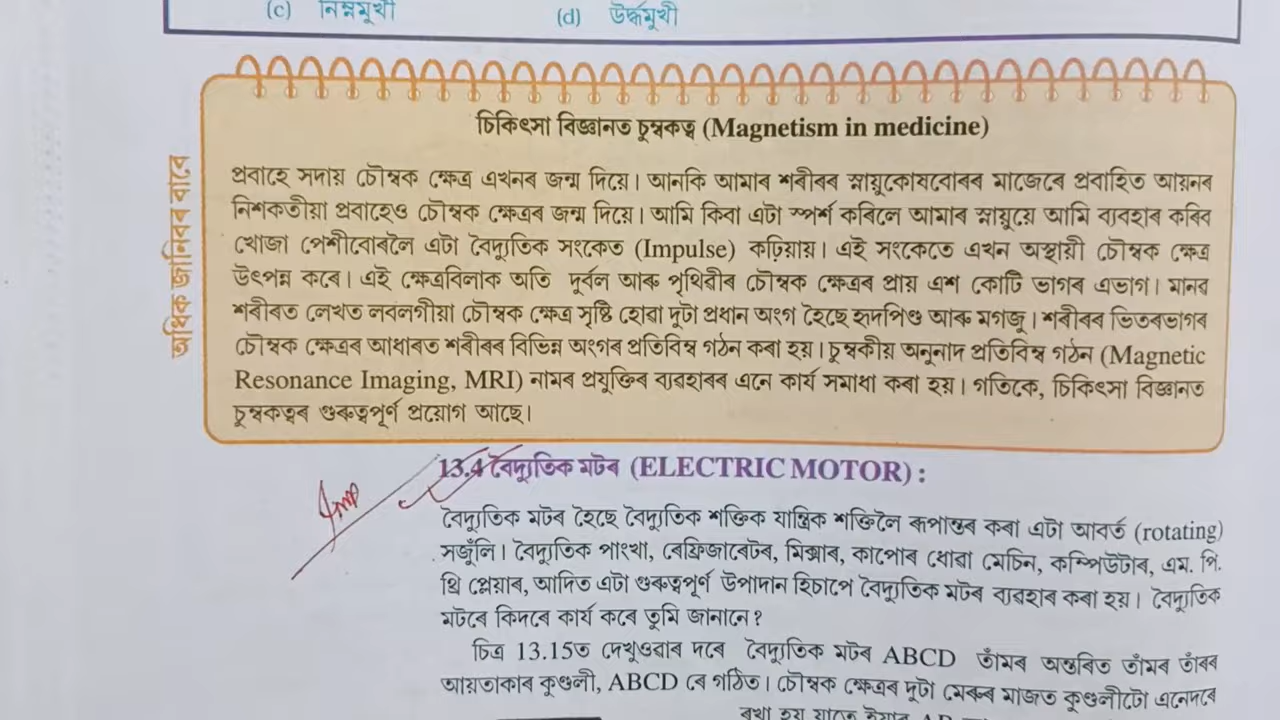 (c) নিম্নমুখী (d) উৰ্দ্ধমুখী
অধিক জানিবৰ বাবে
চিকিৎসা বিজ্ঞানত চুম্বকত্ব (Magnetism in medicine)
প্ৰবাহে সদায় চৌম্বক ক্ষেত্ৰ এখনৰ জন্ম দিয়ে। আনকি আমাৰ শৰীৰৰ স্নায়ুকোষবোৰৰ মাজেৰে প্ৰবাহিত আয়নৰ
নিশকতীয়া প্ৰবাহেও চৌম্বক ক্ষেত্ৰৰ জন্ম দিয়ে। আমি কিবা এটা স্পৰ্শ কৰিলে আমাৰ স্নায়ুয়ে আমি ব্যৱহাৰ কৰিব
খোজা পেশীবোৰলৈ এটা বৈদ্যুতিক সংকেত (Impulse) কঢ়িয়ায়। এই সংকেতে এখন অস্থায়ী চৌম্বক ক্ষেত্ৰ
উৎপন্ন কৰে। এই ক্ষেত্ৰবিলাক অতি দুৰ্বল আৰু পৃথিৱীৰ চৌম্বক ক্ষেত্ৰৰ প্ৰায় এশ কোটি ভাগৰ এভাগ। মানৱ
শৰীৰত লেখত লবলগীয়া চৌম্বক ক্ষেত্ৰ সৃষ্টি হোৱা দুটা প্ৰধান অংগ হৈছে হৃদপিণ্ড আৰু মগজু। শৰীৰৰ ভিতৰভাগৰ
চৌম্বক ক্ষেত্ৰৰ আধাৰত শৰীৰৰ বিভিন্ন অংগৰ প্ৰতিবিম্ব গঠন কৰা হয়। চুম্বকীয় অনুনাদ প্ৰতিবিম্ব গঠন (Magnetic
Resonance Imaging, MRI) নামৰ প্ৰযুক্তিৰ ব্যৱহাৰৰ এনে কাৰ্য সমাধা কৰা হয়। গতিকে, চিকিৎসা বিজ্ঞানত
চুম্বকত্বৰ গুৰুত্বপূৰ্ণ প্ৰয়োগ আছে।
Imp
13.4 বৈদ্যুতিক মটৰ (ELECTRIC MOTOR) :
বৈদ্যুতিক মটৰ হৈছে বৈদ্যুতিক শক্তিক যান্ত্ৰিক শক্তিলৈ ৰূপান্তৰ কৰা এটা আবৰ্ত (rotating)
সজুঁলি। বৈদ্যুতিক পাংখা, ৰেফ্ৰিজাৰেটৰ, মিক্সাৰ, কাপোৰ ধোৱা মেচিন, কম্পিউটাৰ, এম. পি.
থ্ৰি প্লেয়াৰ, আদিত এটা গুৰুত্বপূৰ্ণ উপাদান হিচাপে বৈদ্যুতিক মটৰ ব্যৱহাৰ কৰা হয়। বৈদ্যুতিক
মটৰে কিদৰে কাৰ্য কৰে তুমি জানানে?
চিত্ৰ 13.15ত দেখুওৱাৰ দৰে বৈদ্যুতিক মটৰ ABCD তাঁমৰ অন্তৰিত তাঁমৰ তাঁৰৰ
আয়তাকাৰ কুণ্ডলী, ABCD ৰে গঠিত। চৌম্বক ক্ষেত্ৰৰ দুটা মেৰুৰ মাজত কুণ্ডলীটো এনেদৰে
ৰখা হয় যাতে ইয়াৰ AB